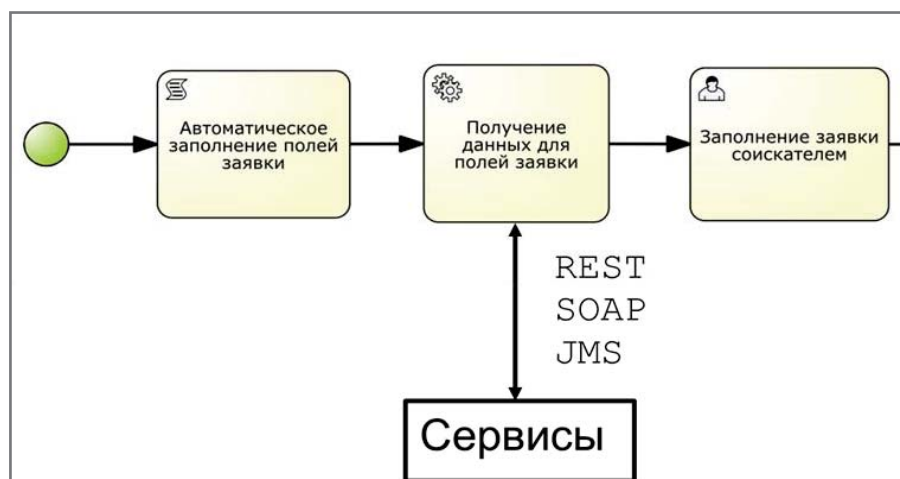 Автоматическое
заполнение полей
заявки
Получение
данных для
полей заявки
Заполнение заявки
соискателем
REST
SOAP
JMS
Сервисы